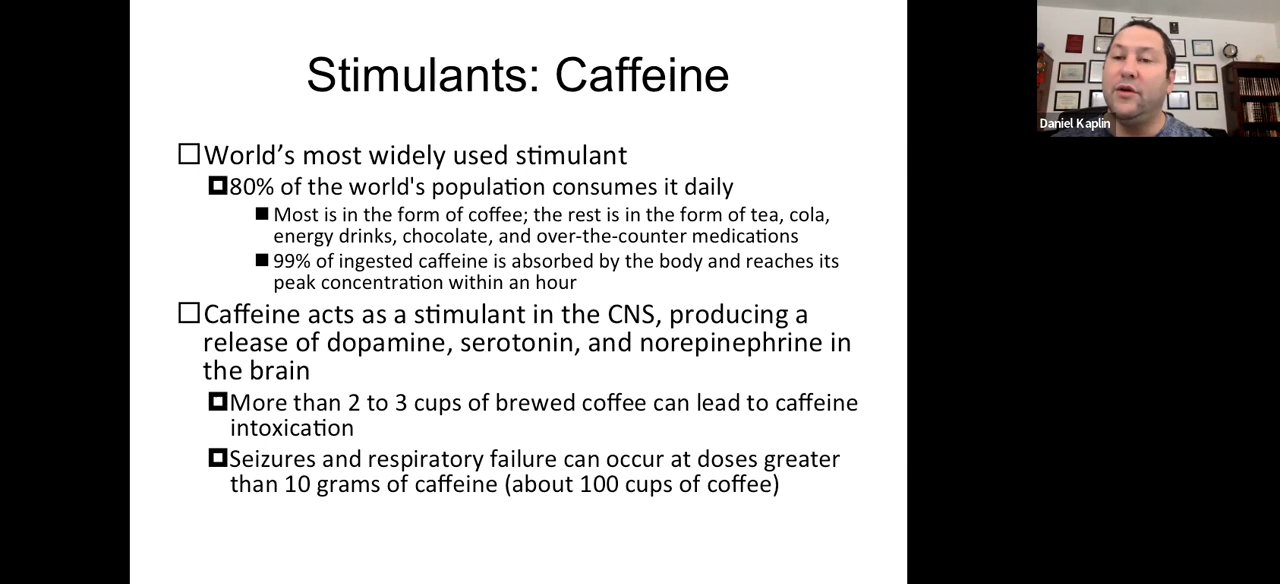 Stimulants: Caffeine
World's most widely used stimulant
80% of the world's population consumes it daily
Most is in the form of coffee; the rest is in the form of tea, cola,
energy drinks, chocolate, and over-the-counter medications
99% of ingested caffeine is absorbed by the body and reaches its
peak concentration within an hour
Caffeine acts as a stimulant in the CNS, producing a
release of dopamine, serotonin, and norepinephrine in
the brain
More than 2 to 3 cups of brewed coffee can lead to caffeine
intoxication
Seizures and respiratory failure can occur at doses greater
than 10 grams of caffeine (about 100 cups of coffee)
Daniel Kaplin